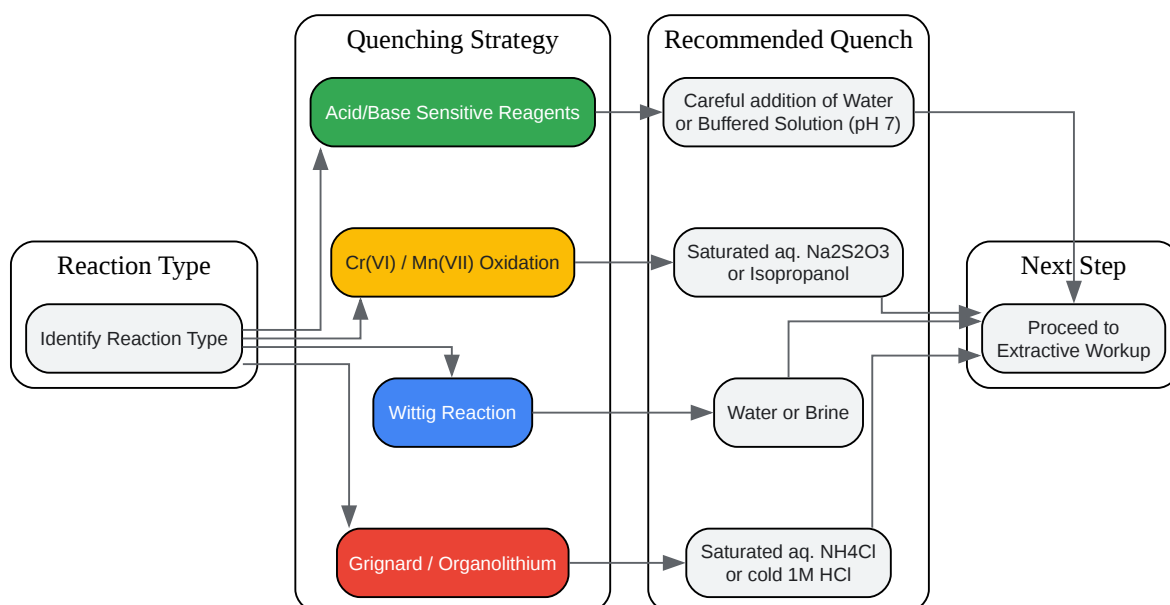 Reaction Type
Identify Reaction Type
Quenching Strategy
Acid/Base Sensitive Reagents
Cr(VI) / Mn(VII) Oxidation
Wittig Reaction
Grignard / Organolithium
Recommended Quench
Careful addition of Water
or Buffered Solution (pH 7)
Saturated aq. Na2S2O3
or Isopropanol
Water or Brine
Saturated aq. NH4Cl
or cold 1M HCl
Next Step
Proceed to
Extractive Workup